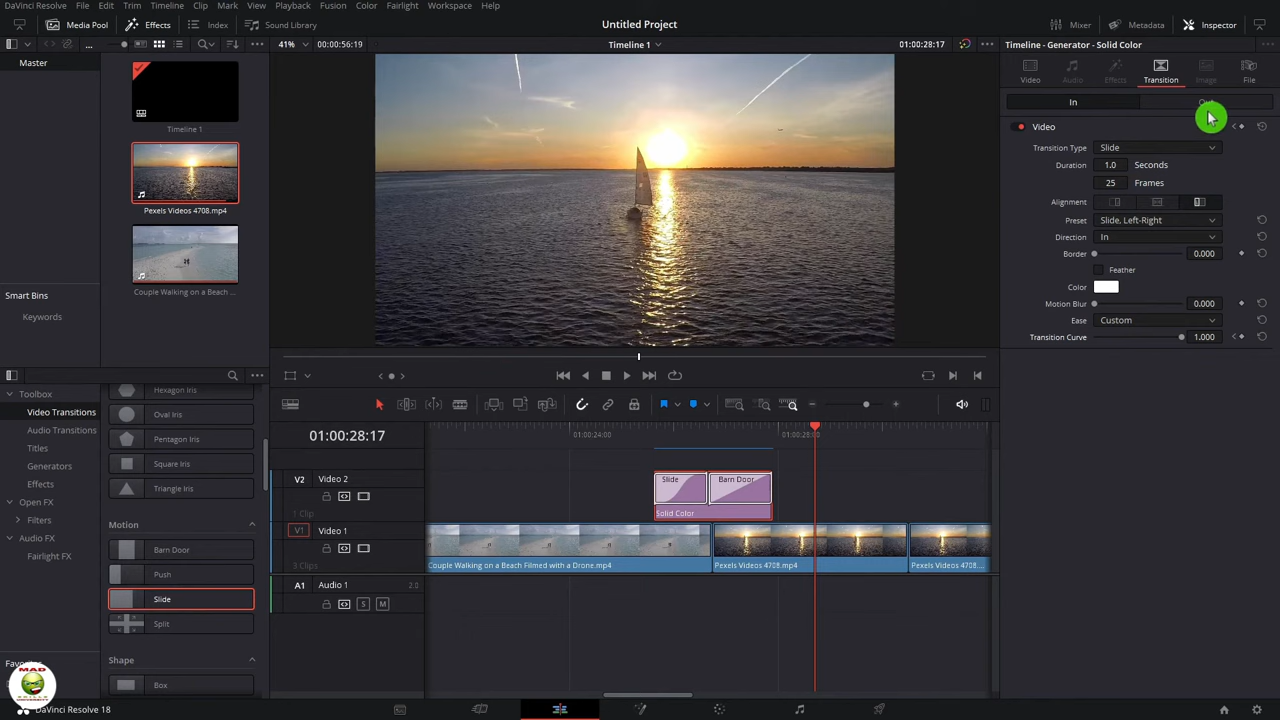 DaVinci Resolve File Edit Trim Timeline Clip Mark View Playback Fusion Color Fairlight Workspace Help
Media Pool Effects Index Sound Library Untitled Project Mixer Metadata Inspector
... 41% 00:00:56:19 Timeline 1 01:00:28:17 Timeline - Generator - Solid Color
Master
Timeline 1
Pexels Videos 4708.mp4
Couple Walking on a Beach ...
Smart Bins
Keywords
Video Audio Effects Transition Image File
In
Video
Transition Type Slide
Duration 1.0 Seconds
25 Frames
Alignment
Preset Slide, Left-Right
Direction In
Border 0.000
Feather
Color
Motion Blur 0.000
Ease Custom
Transition Curve 1.000
Toolbox
Video Transitions
Audio Transitions
Titles
Generators
Effects
Open FX
Filters
Audio FX
Fairlight FX
Hexagon Iris
Oval Iris
Pentagon Iris
Square Iris
Triangle Iris
Motion
Barn Door
Push
Slide
Split
Shape
Box
01:00:28:17 01:00:24:00 01:00:28:00
V2 Video 2
1 Clip
Slide Barn Door
Solid Color
V1 Video 1
3 Clips
Couple Walking on a Beach Filmed with a Drone.mp4 Pexels Videos 4708.mp4 Pexels Videos 4708....
A1 Audio 1 2.0
S M
MAD
DaVinci Resolve 18